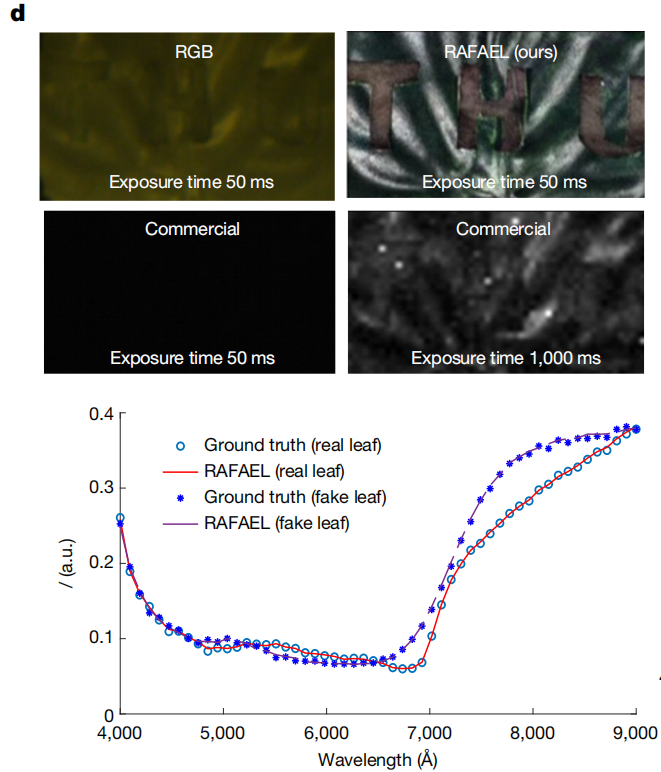 d
RGB
Exposure time 50 ms
RAFAEL (ours)
THU
Exposure time 50 ms
Commercial
Exposure time 50 ms
Commercial
Exposure time 1,000 ms
0.4
0.3
0.2
0.1
0
I (a.u.)
Ground truth (real leaf)
RAFAEL (real leaf)
Ground truth (fake leaf)
RAFAEL (fake leaf)
4,000 5,000 6,000 7,000 8,000 9,000
Wavelength (Å)